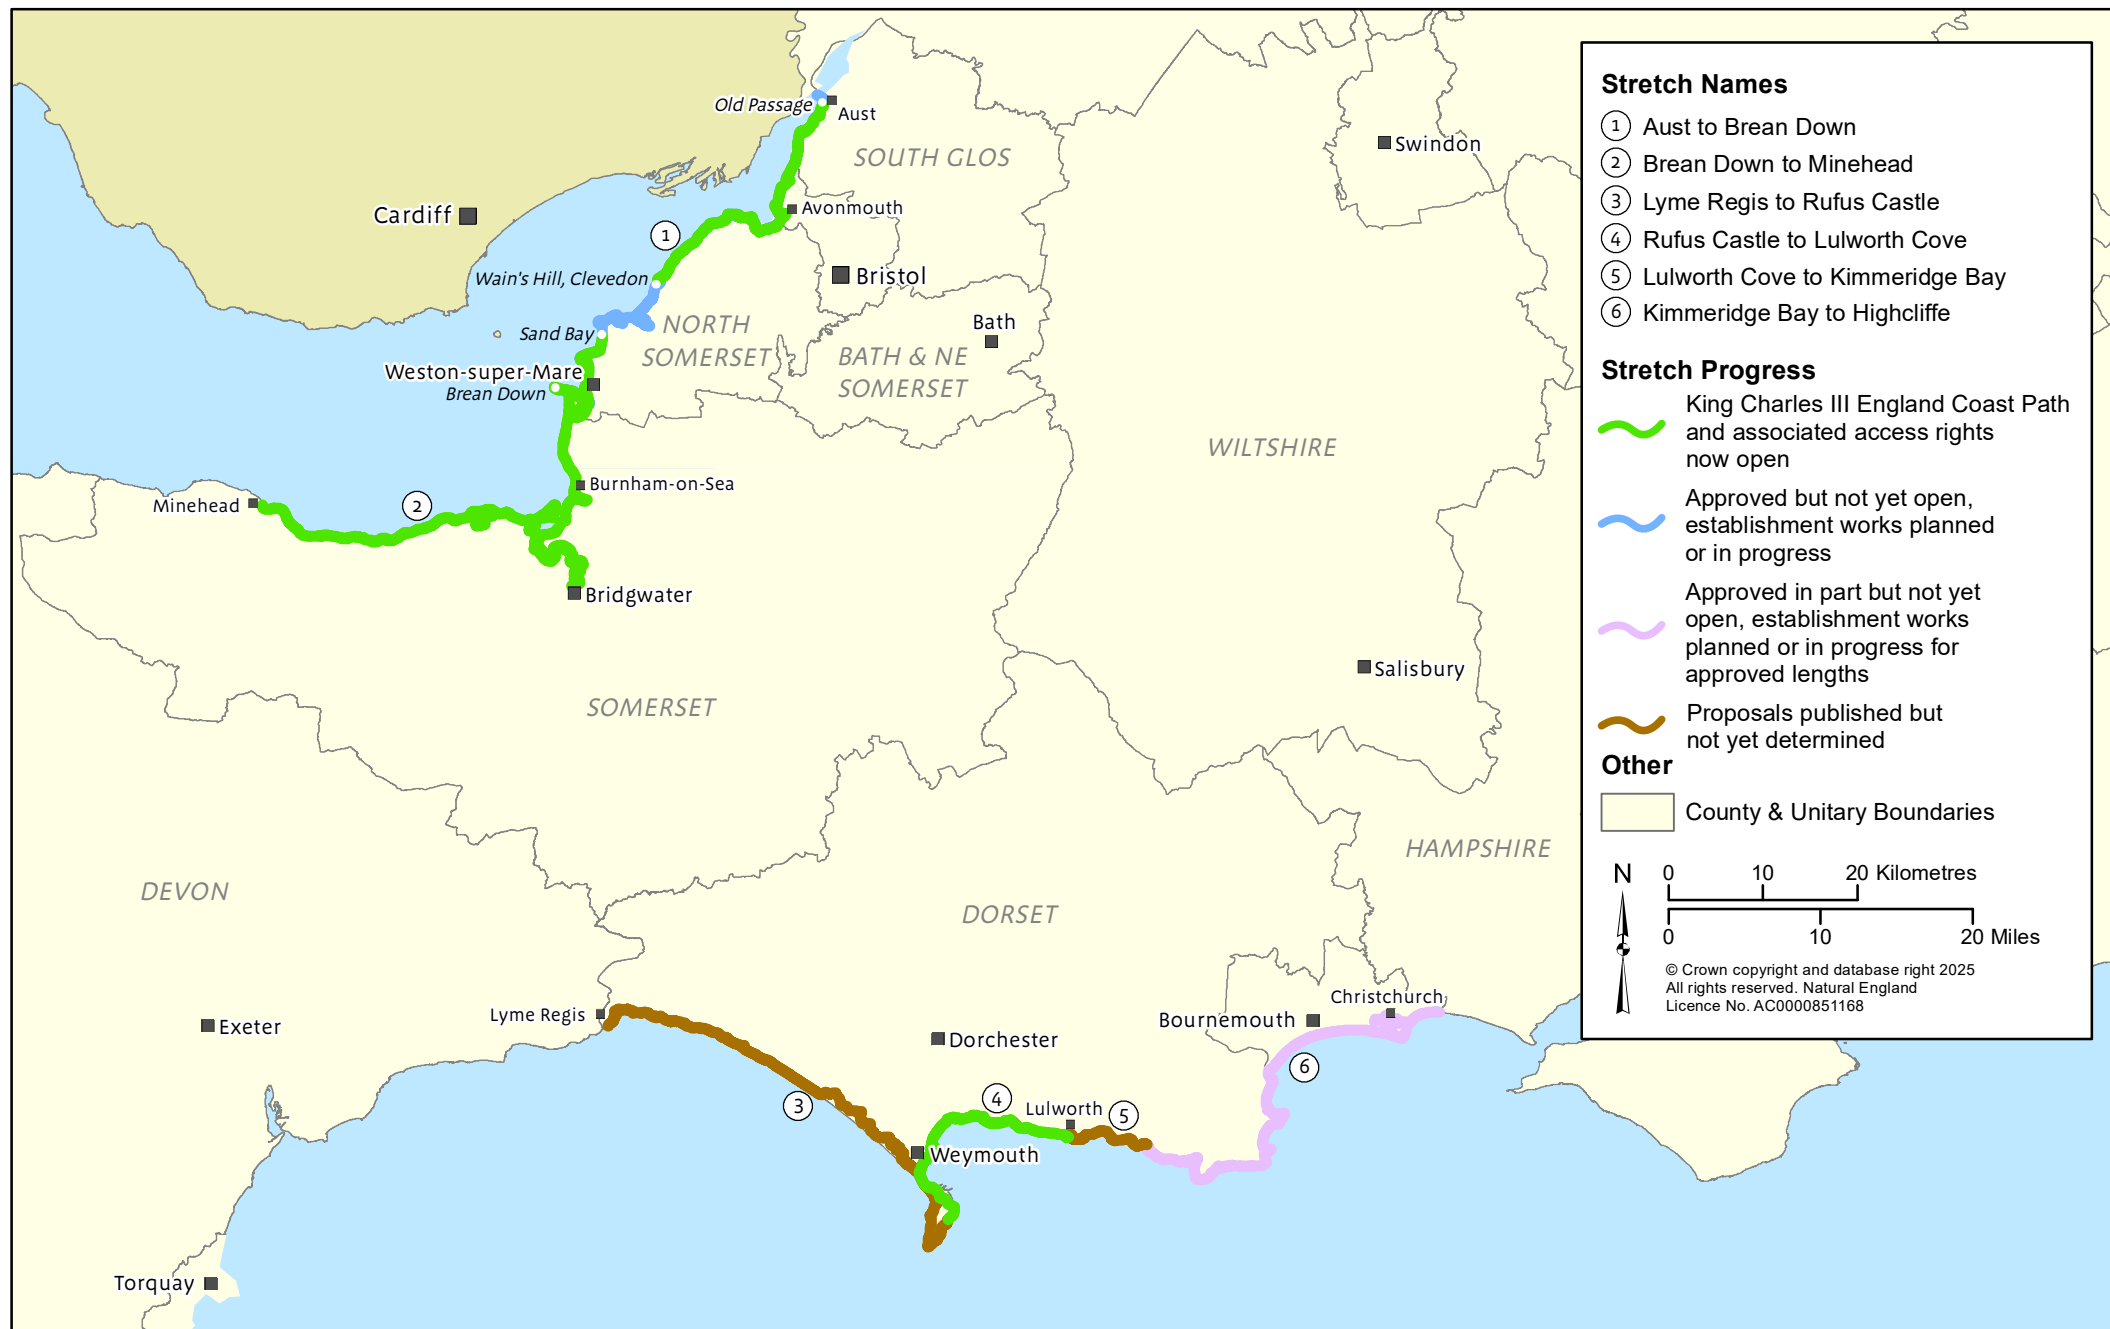 Old Passage
Aust
SOUTH GLOS
Swindon
Cardiff
Avonmouth
1
Wain's Hill, Clevedon
Bristol
Sand Bay
NORTH
SOMERSET
Bath
BATH & NE
SOMERSET
Weston-super-Mare
Brean Down
WILTSHIRE
Burnham-on-Sea
Minehead
2
Bridgwater
Salisbury
SOMERSET
HAMPSHIRE
DEVON
DORSET
Christchurch
Lyme Regis
Exeter
Bournemouth
Dorchester
6
3
4
Lulworth
5
Weymouth
Torquay
Stretch Names
1 Aust to Brean Down
2 Brean Down to Minehead
3 Lyme Regis to Rufus Castle
4 Rufus Castle to Lulworth Cove
5 Lulworth Cove to Kimmeridge Bay
6 Kimmeridge Bay to Highcliffe
Stretch Progress
King Charles III England Coast Path
and associated access rights
now open
Approved but not yet open,
establishment works planned
or in progress
Approved in part but not yet
open, establishment works
planned or in progress for
approved lengths
Proposals published but
not yet determined
Other
County & Unitary Boundaries
N
0 10 20 Kilometres
0 10 20 Miles
© Crown copyright and database right 2025
All rights reserved. Natural England
Licence No. AC0000851168